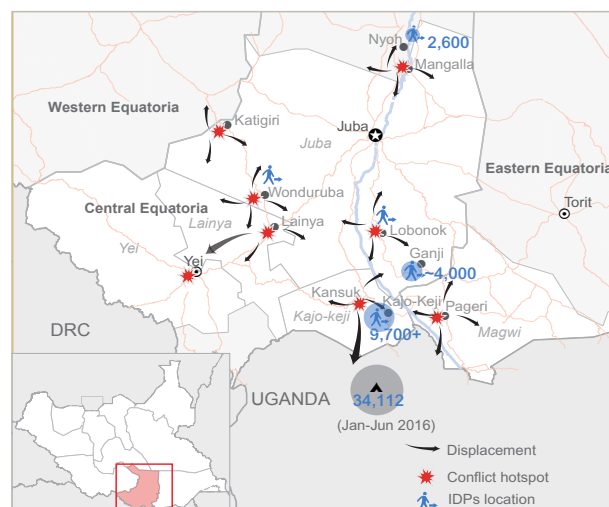 Nyoh
2,600
Mangalla
Western Equatoria
Katigiri
Juba
Juba
Eastern Equatoria
Wonduruba
Torit
Central Equatoria
Lainya
Lainya
Lobonok
Yei
Yei
Ganji
~4,000
Kansuk
Kajo-Keji
Pageri
Kajo-keji
9,700+
Magwi
DRC
UGANDA
34,112
(Jan-Jun 2016)
Displacement
Conflict hotspot
IDPs location